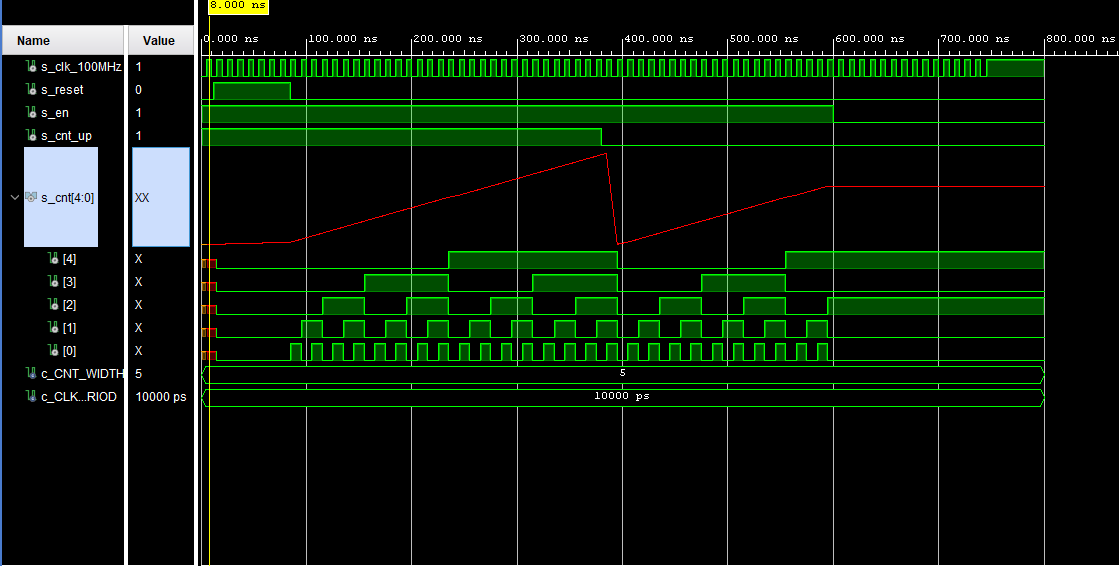 8.000 ns
Name Value
0.000 ns 100.000 ns 200.000 ns 300.000 ns 400.000 ns 500.000 ns 600.000 ns 700.000 ns 800.000 ns
s_clk_100MHz 1
s_reset 0
s_en 1
s_cnt_up 1
s_cnt[4:0] XX
[4] X
[3] X
[2] X
[1] X
[0] X
c_CNT_WIDTH 5 5
c_CLK...RIOD 10000 ps 10000 ps